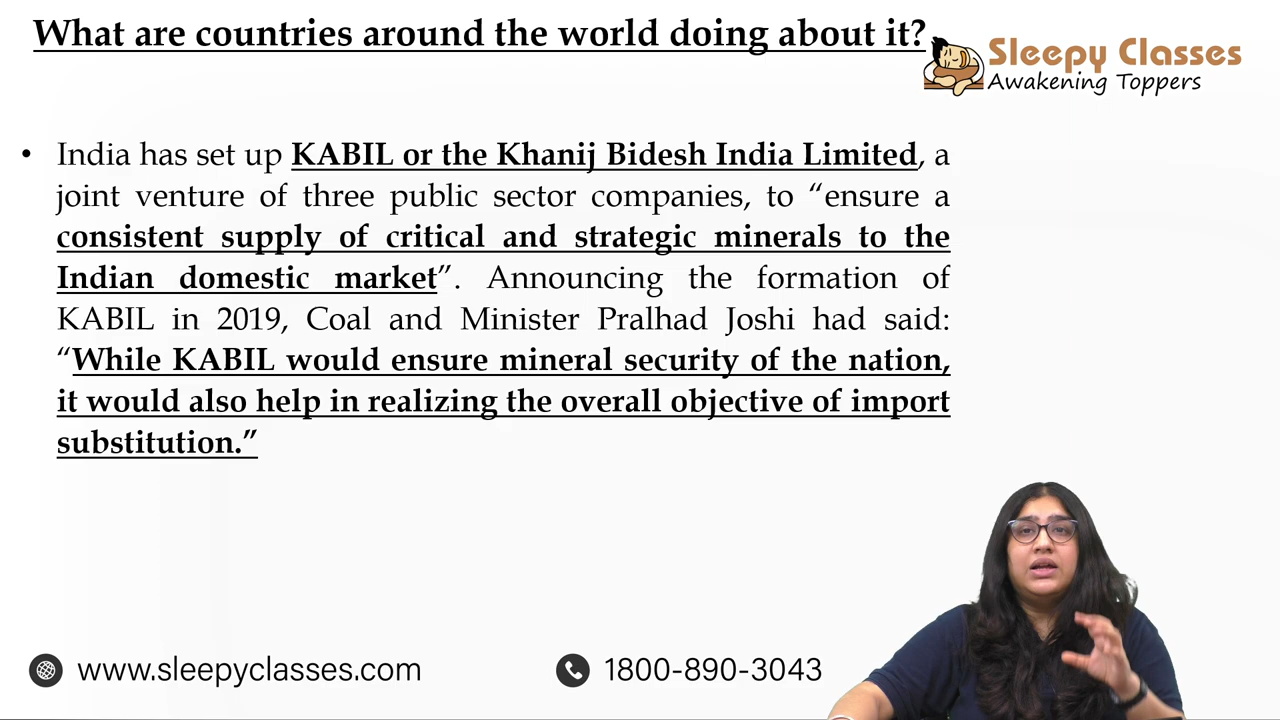 What are countries around the world doing about it?
Sleepy Classes
Awakening Toppers
• India has set up KABIL or the Khanij Bidesh India Limited, a
joint venture of three public sector companies, to “ensure a
consistent supply of critical and strategic minerals to the
Indian domestic market”. Announcing the formation of
KABIL in 2019, Coal and Minister Pralhad Joshi had said:
“While KABIL would ensure mineral security of the nation,
it would also help in realizing the overall objective of import
substitution.”
www.sleepyclasses.com
1800-890-3043